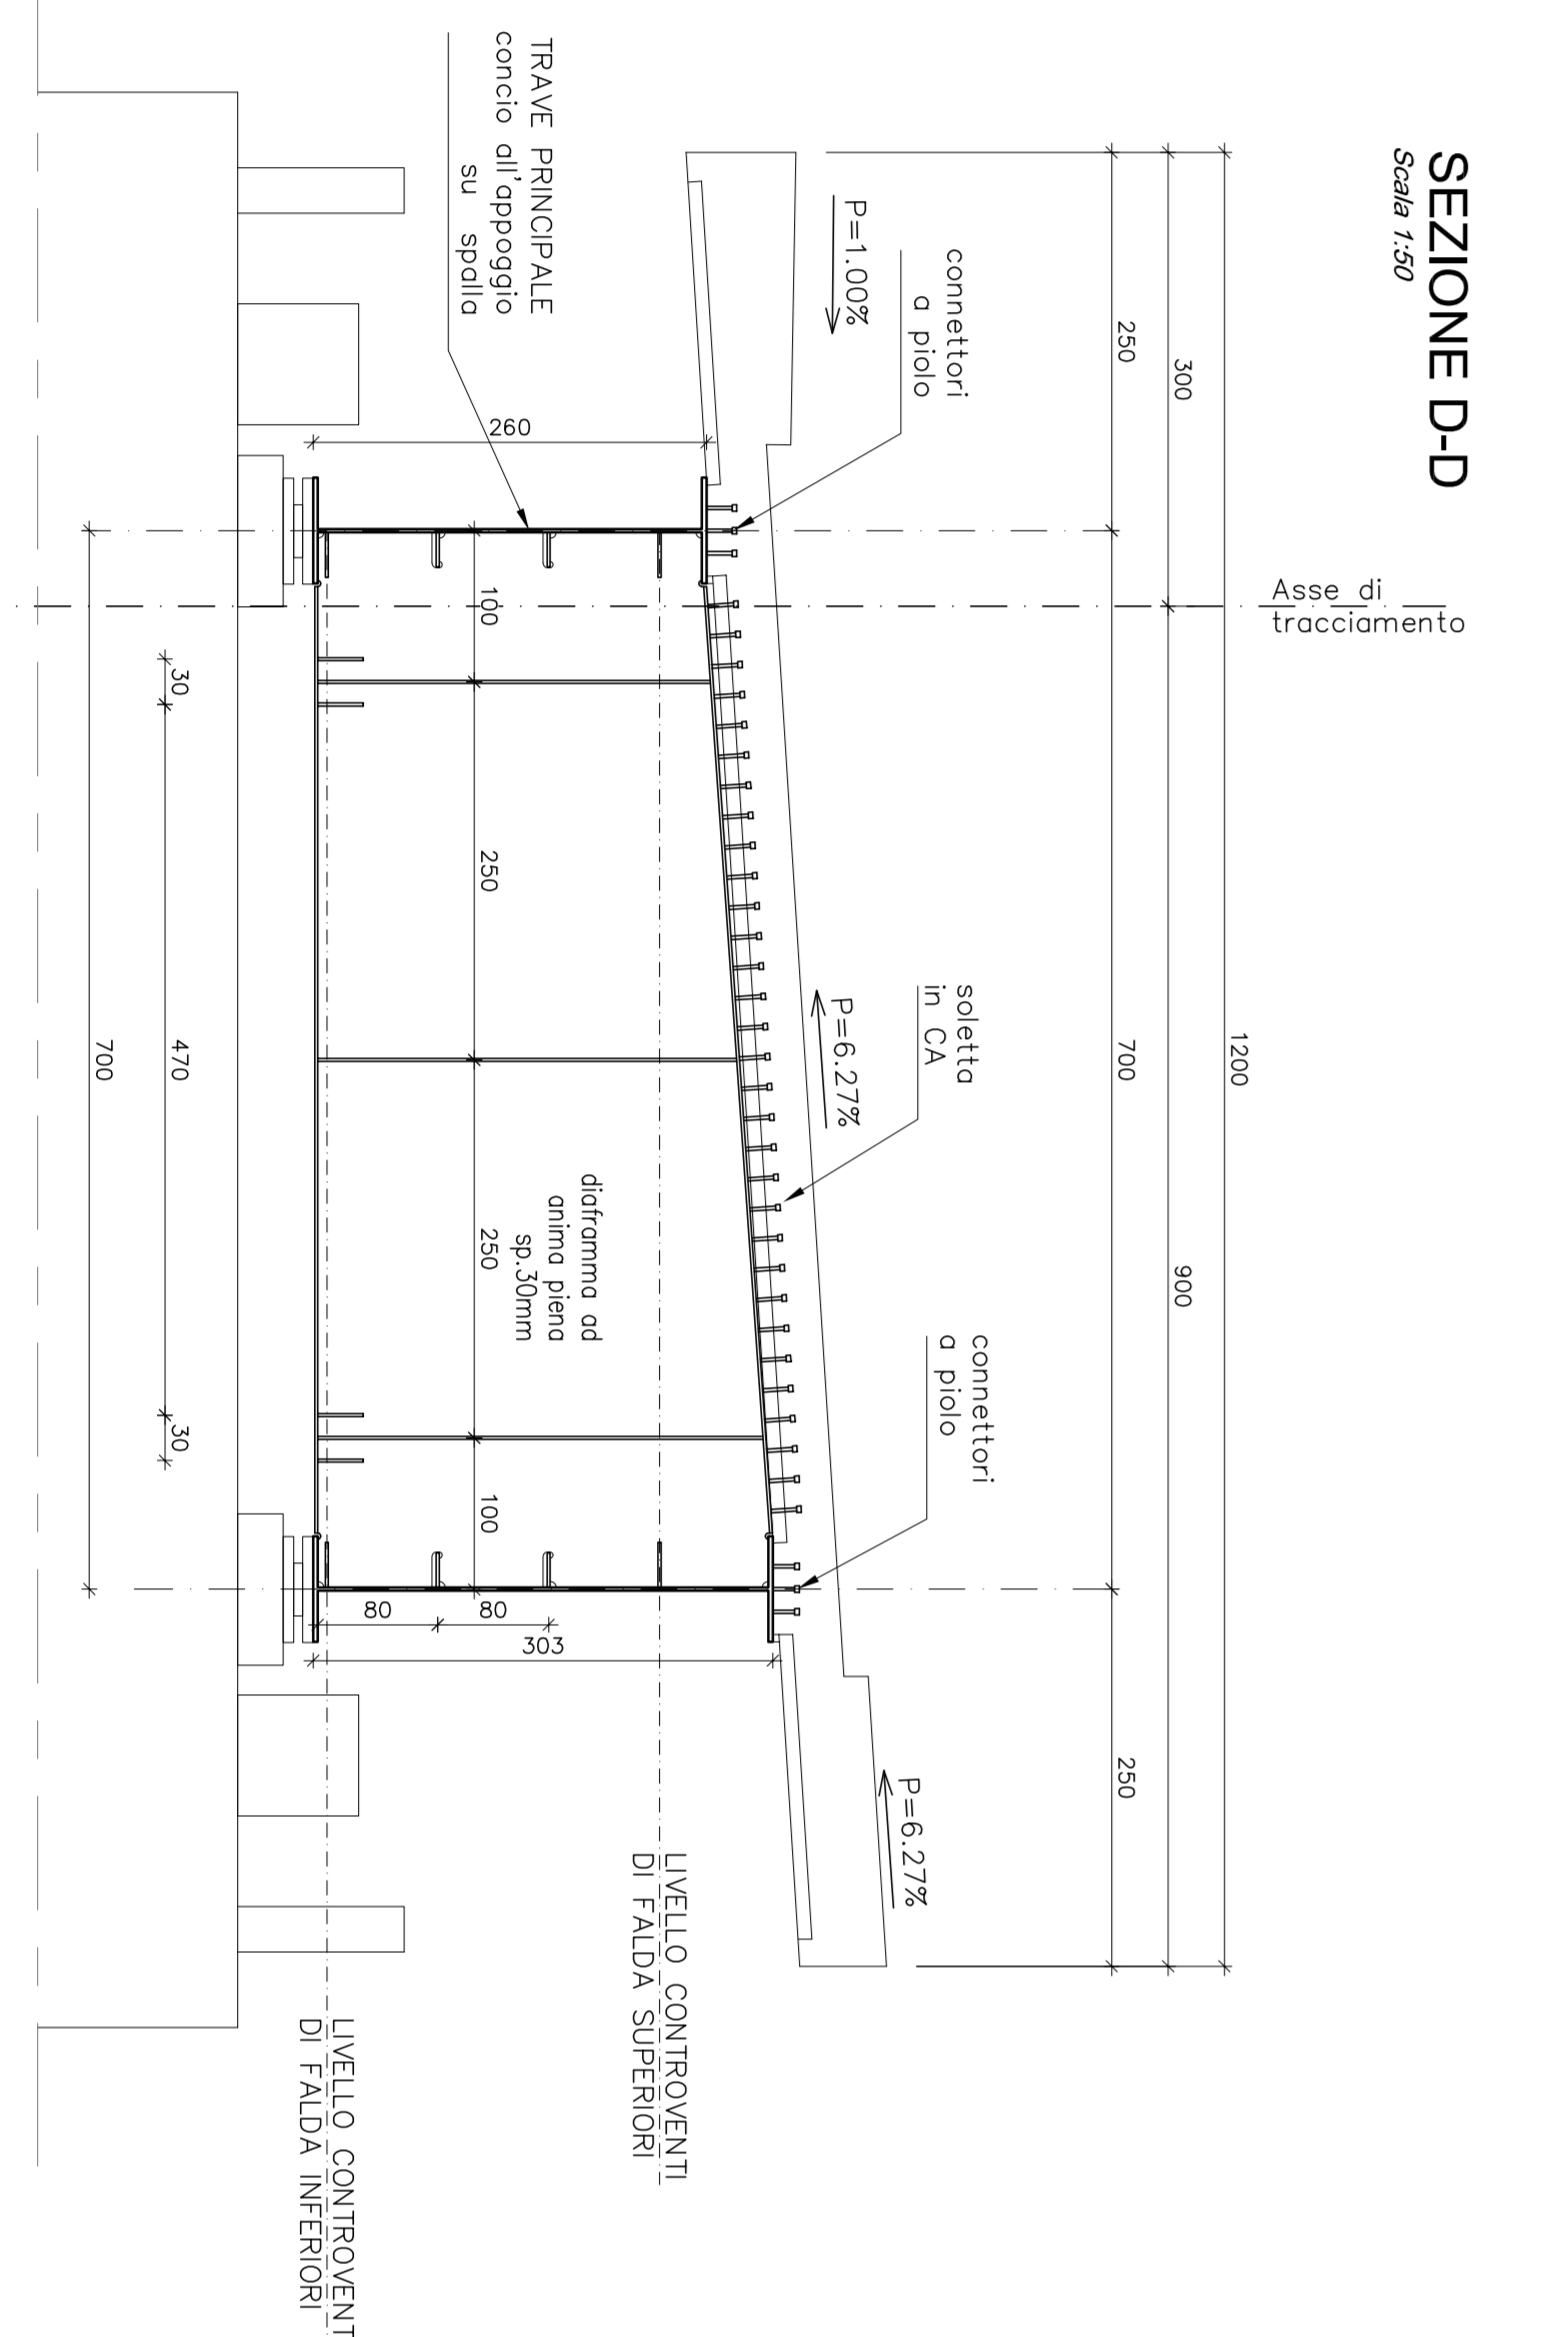 SEZIONE D-D
Scala 1:50
1200
300
900
250
700
250
Asse di
tracciamento
connettori
a piolo
P=1.00%
soletta
in CA
P=6.27%
connettori
a piolo
P=6.27%
TRAVE PRINCIPALE
concio all'appoggio
su spalla
260
100
250
250
100
diaframma ad
anima piena
sp.30mm
80
80
303
LIVELLO CONTROVENTI
DI FALDA SUPERIORI
LIVELLO CONTROVENT
DI FALDA INFERIORI
30
470
30
700